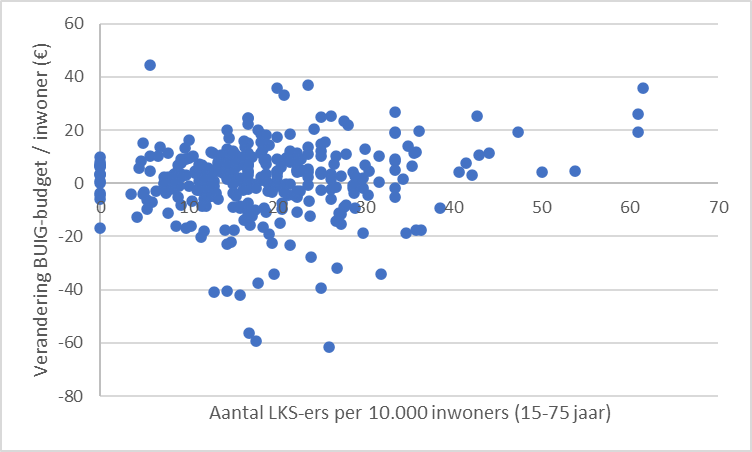 Verandering BUIG-budget / inwoner (€)
60
40
20
0
-20
-40
-60
-80
0 10 20 30 40 50 60 70
Aantal LKS-ers per 10.000 inwoners (15-75 jaar)